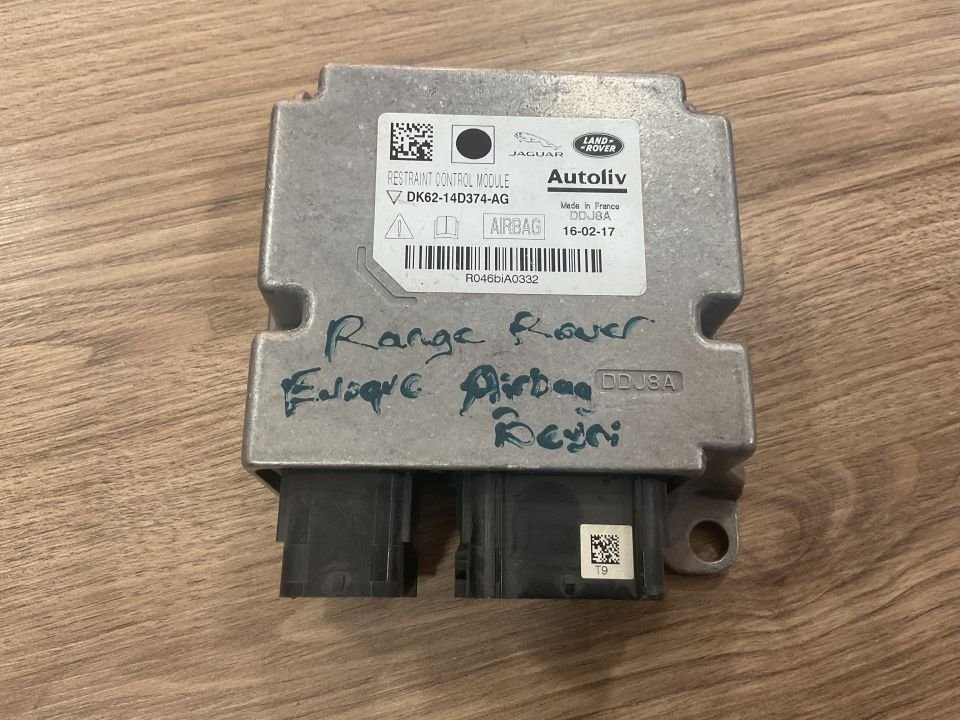 JAGUAR
LAND-
-ROVER
RESTRAINT CONTROL MODULE
DK62-14D374-AG
Autoliv
Made in France
DDJ8A
AIRBAG
16-02-17
R046biA0332
Range Rover
Evoque Airbag
DDJ8A
Beyni
T9